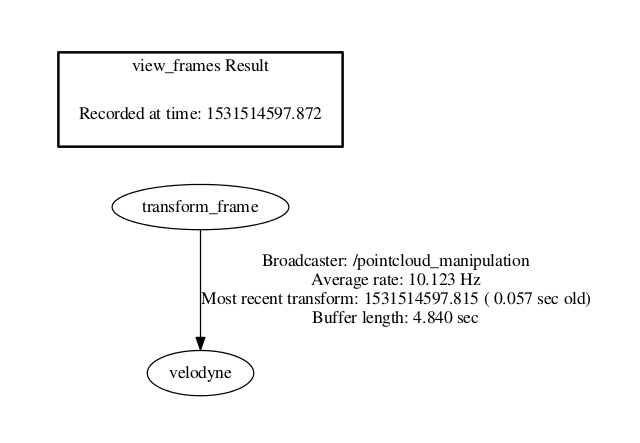 view_frames Result
Recorded at time: 1531514597.872
transform_frame
Broadcaster: /pointcloud_manipulation
Average rate: 10.123 Hz
Most recent transform: 1531514597.815 ( 0.057 sec old)
Buffer length: 4.840 sec
velodyne